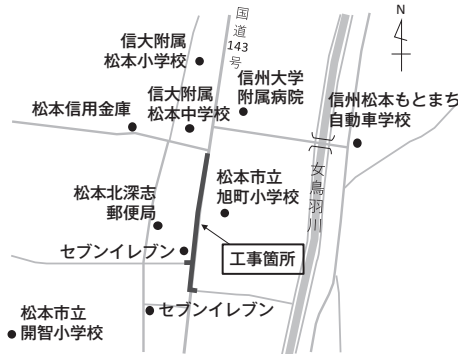 国道143号
N
信大附属
松本小学校
信州大学
附属病院
信大附属
松本中学校
松本信用金庫
信州松本もとまち
自動車学校
女鳥羽川
松本市立
旭町小学校
松本北深志
郵便局
セブンイレブン
工事箇所
松本市立
開智小学校
セブンイレブン